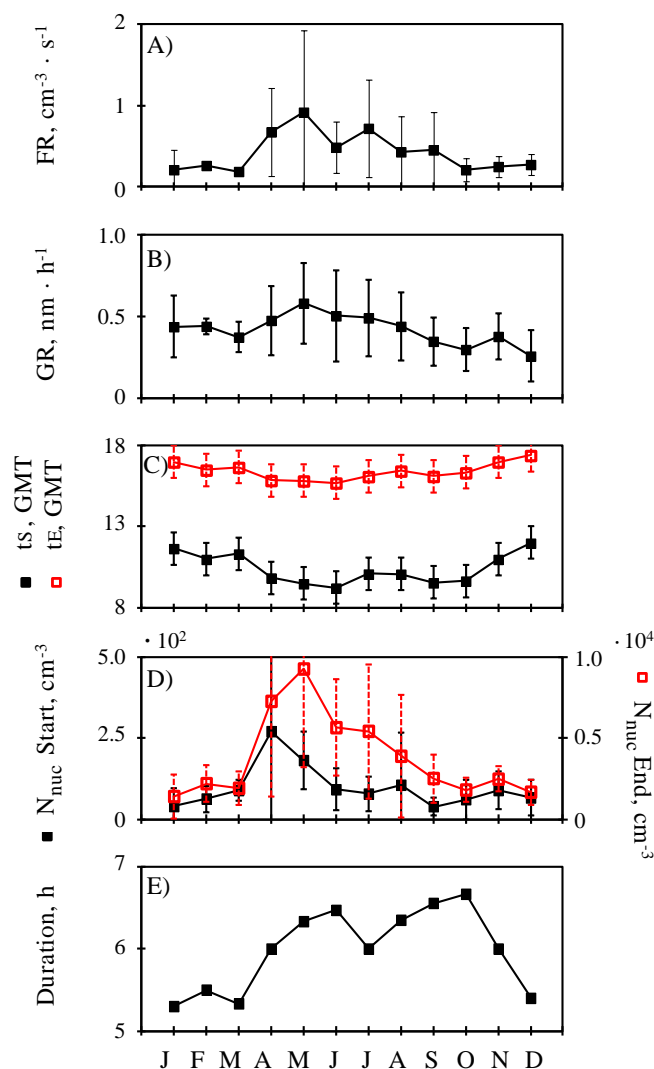 A)
FR, cm⁻³ · s⁻¹
2
1
0
B)
GR, nm · h⁻¹
1.0
0.5
0
C)
■ tS, GMT
tE, GMT
18
13
8
D)
■ Nnuc Start, cm⁻³
· 10²
5.0
2.5
0
· 10⁴
1.0
0.5
0
Nnuc End, cm⁻³
E)
Duration, h
7
6
5
J F M A M J J A S O N D